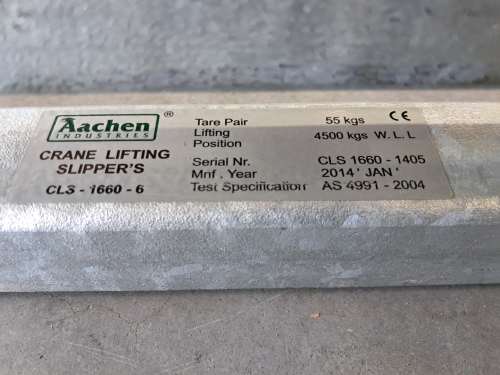 Aachen ®
INDUSTRIES
CRANE LIFTING
SLIPPER'S
CLS - 1660 - 6
Tare Pair 55 kgs CE
Lifting 4500 kgs W. L. L
Position
Serial Nr. CLS 1660 - 1405
Mnf . Year 2014 ' JAN '
Test Specification AS 4991 - 2004